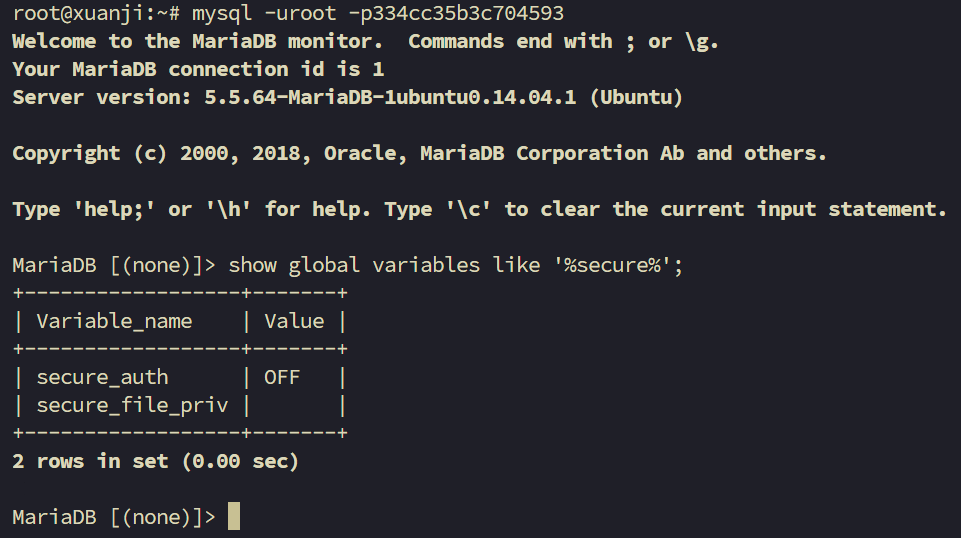 root@xuanji:~# mysql -uroot -p334cc35b3c704593
Welcome to the MariaDB monitor.  Commands end with ; or \g.
Your MariaDB connection id is 1
Server version: 5.5.64-MariaDB-1ubuntu0.14.04.1 (Ubuntu)
Copyright (c) 2000, 2018, Oracle, MariaDB Corporation Ab and others.
Type 'help;' or '\h' for help. Type '\c' to clear the current input statement.
MariaDB [(none)]> show global variables like '%secure%';
+------------------+-------+
| Variable_name    | Value |
+------------------+-------+
| secure_auth      | OFF   |
| secure_file_priv |       |
+------------------+-------+
2 rows in set (0.00 sec)
MariaDB [(none)]>